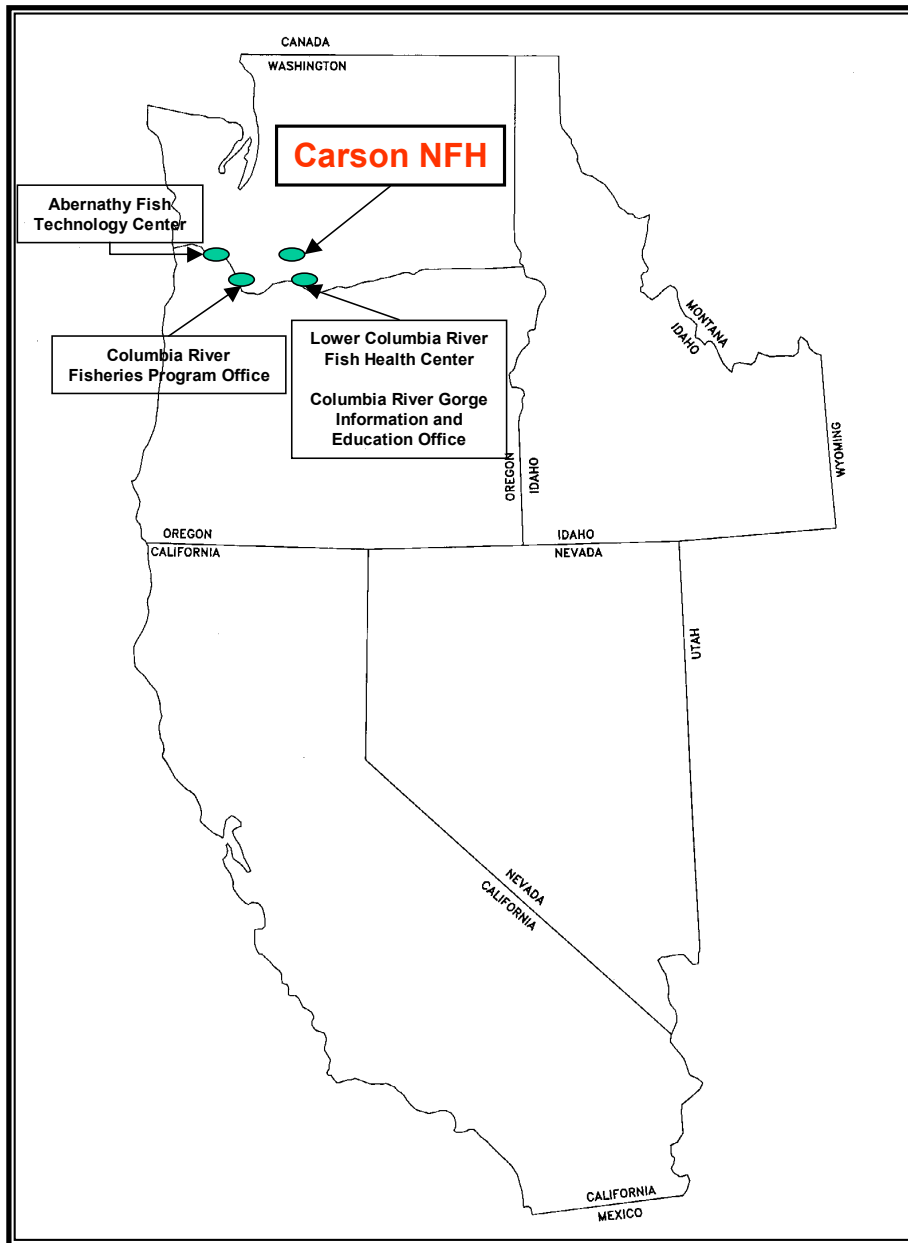 CANADA
WASHINGTON
Carson NFH
Abernathy Fish
Technology Center
Columbia River
Fisheries Program Office
Lower Columbia River
Fish Health Center
Columbia River Gorge
Information and
Education Office
MONTANA
IDAHO
WYOMING
OREGON
IDAHO
OREGON
CALIFORNIA
IDAHO
NEVADA
UTAH
NEVADA
CALIFORNIA
CALIFORNIA
MEXICO